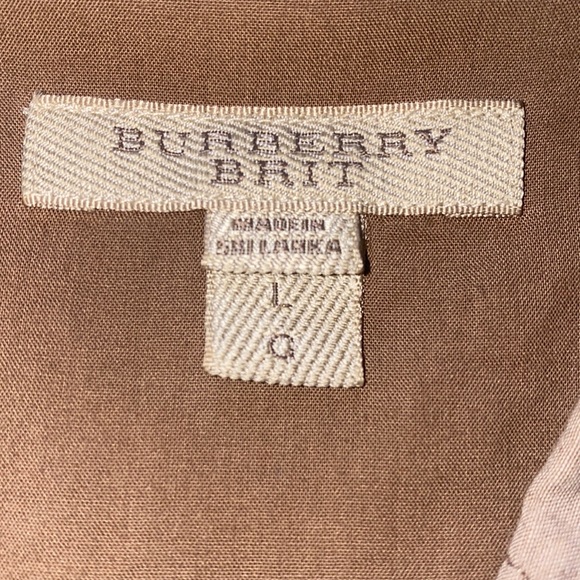 BURBERRY
BRIT
MADE IN
SRI LANKA
L
G